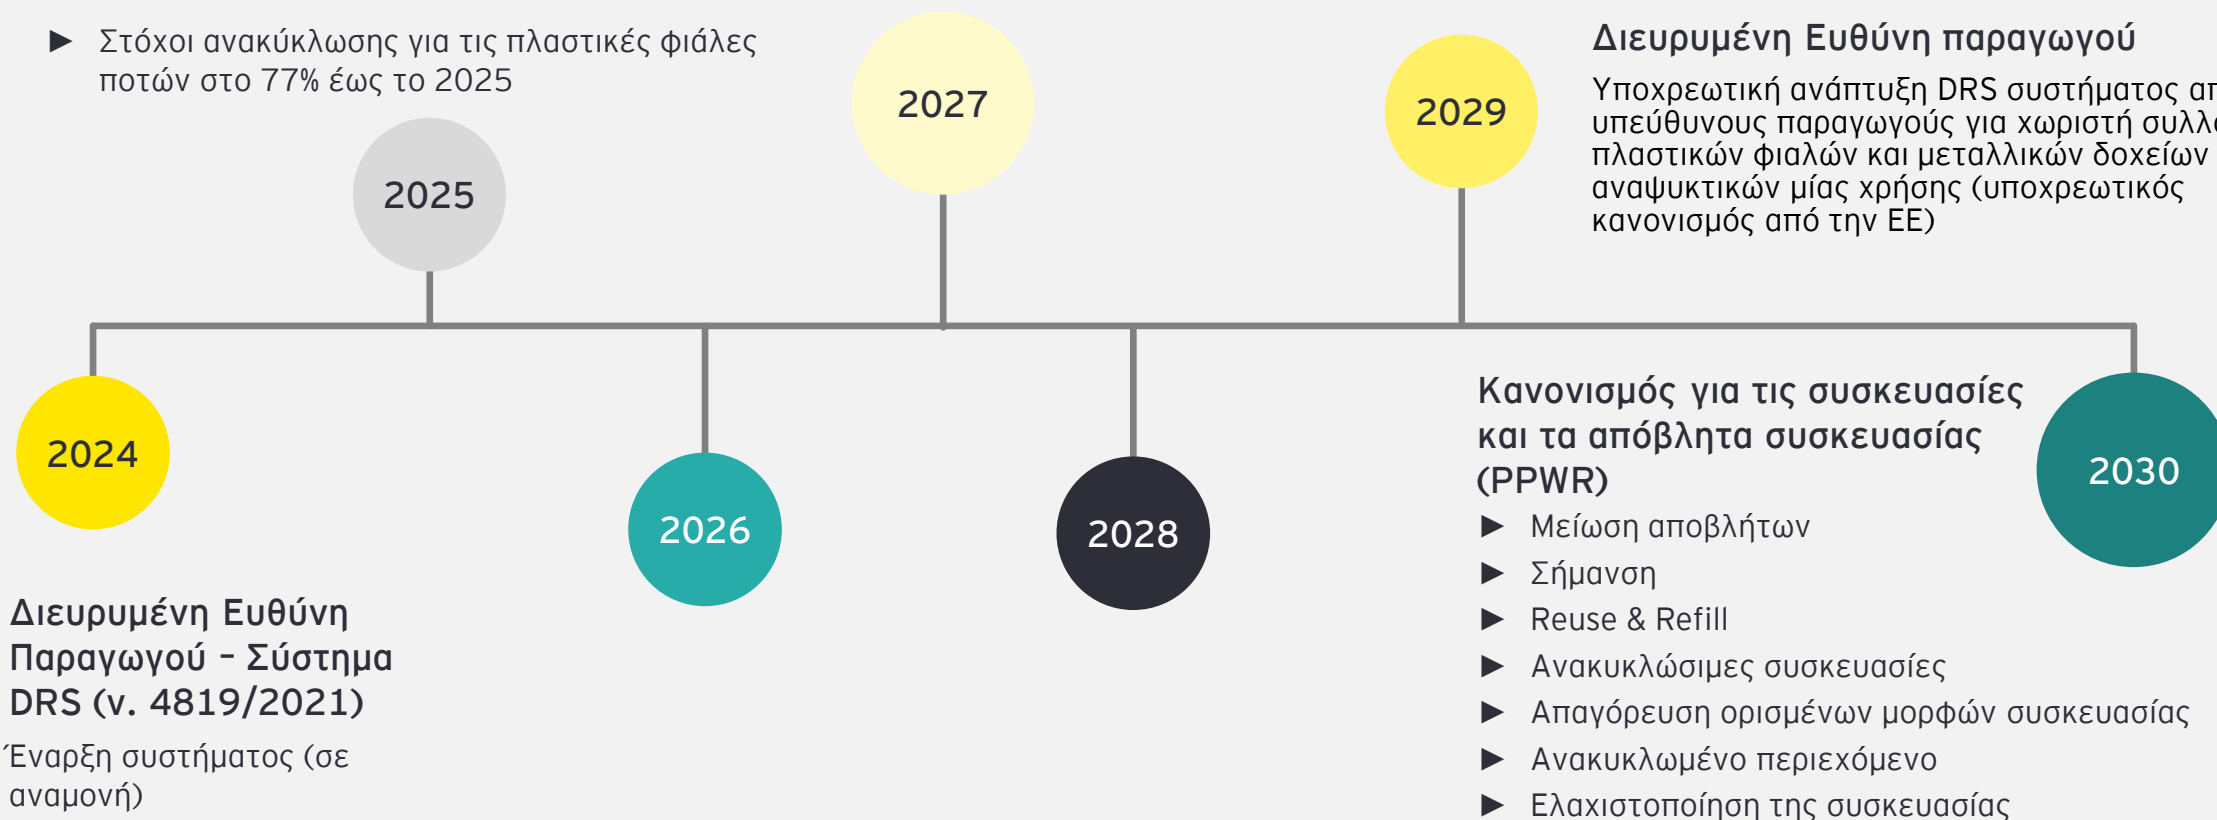 ► Στόχοι ανακύκλωσης για τις πλαστικές φιάλες
ποτών στο 77% έως το 2025
2025
2027
2029
Διευρυμένη Ευθύνη παραγωγού
Υποχρεωτική ανάπτυξη DRS συστήματος
υπεύθυνους παραγωγούς για χωριστή
πλαστικών φιαλών και μεταλλικών δοχείων
αναψυκτικών μίας χρήσης (υποχρεωτικός
κανονισμός από την ΕΕ)
2024
2026
2028
2030
Διευρυμένη Ευθύνη
Παραγωγού – Σύστημα
DRS (ν. 4819/2021)
Έναρξη συστήματος (σε
αναμονή)
Κανονισμός για τις συσκευασίες
και τα απόβλητα συσκευασίας
(PPWR)
► Μείωση αποβλήτων
► Σήμανση
► Reuse & Refill
► Ανακυκλώσιμες συσκευασίες
► Απαγόρευση ορισμένων μορφών συσκευασίας
► Ανακυκλωμένο περιεχόμενο
► Ελαχιστοποίηση της συσκευασίας